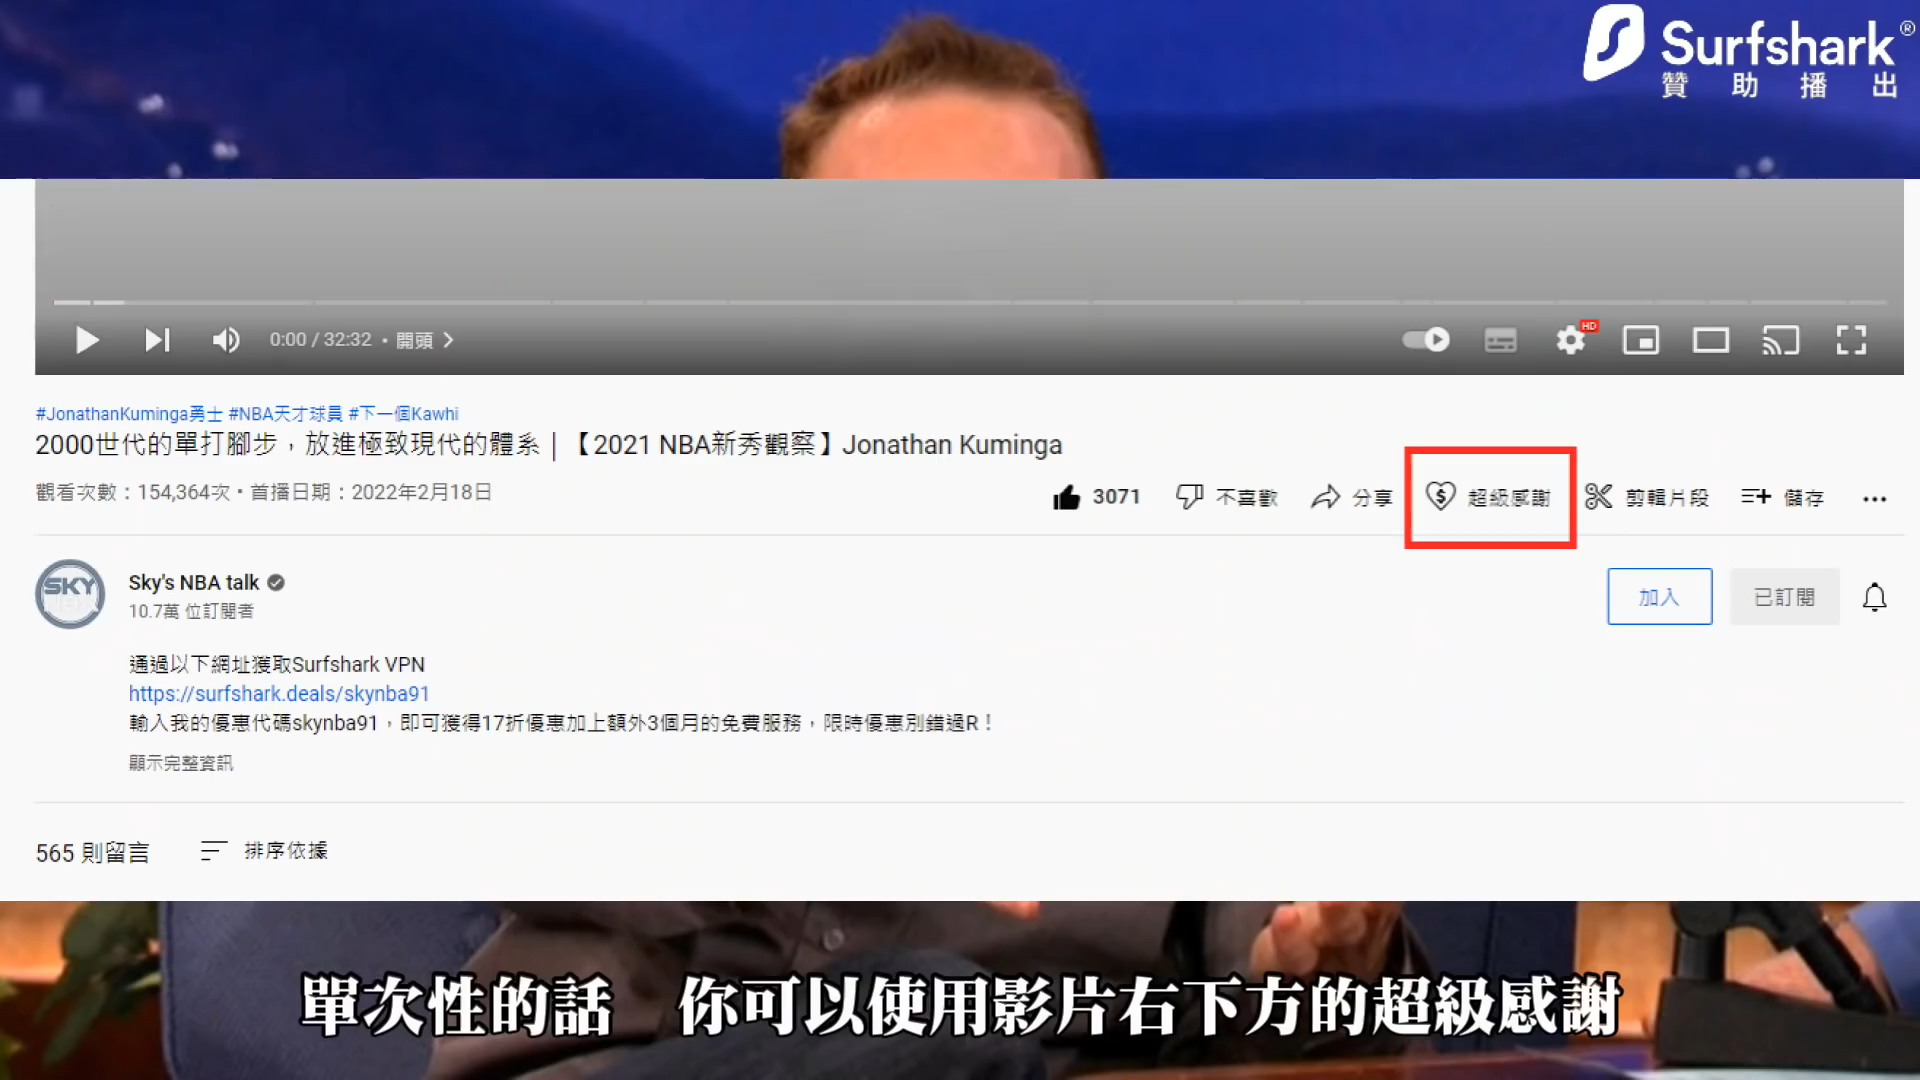 Surfshark®
贊助播出
0:00 / 32:32 • 開頭
HD
#JonathanKuminga勇士 #NBA天才球員 #下一個Kawhi
2000世代的單打腳步，放進極致現代的體系│【2021 NBA新秀觀察】Jonathan Kuminga
觀看次數：154,364次 • 首播日期：2022年2月18日
3071 不喜歡 分享 超級感謝 剪輯片段 儲存
SKY
Sky's NBA talk
10.7萬 位訂閱者
加入 已訂閱
通過以下網址獲取Surfshark VPN
https://surfshark.deals/skynba91
輸入我的優惠代碼skynba91，即可獲得17折優惠加上額外3個月的免費服務，限時優惠別錯過R！
顯示完整資訊
565 則留言 排序依據
單次性的話 你可以使用影片右下方的超級感謝